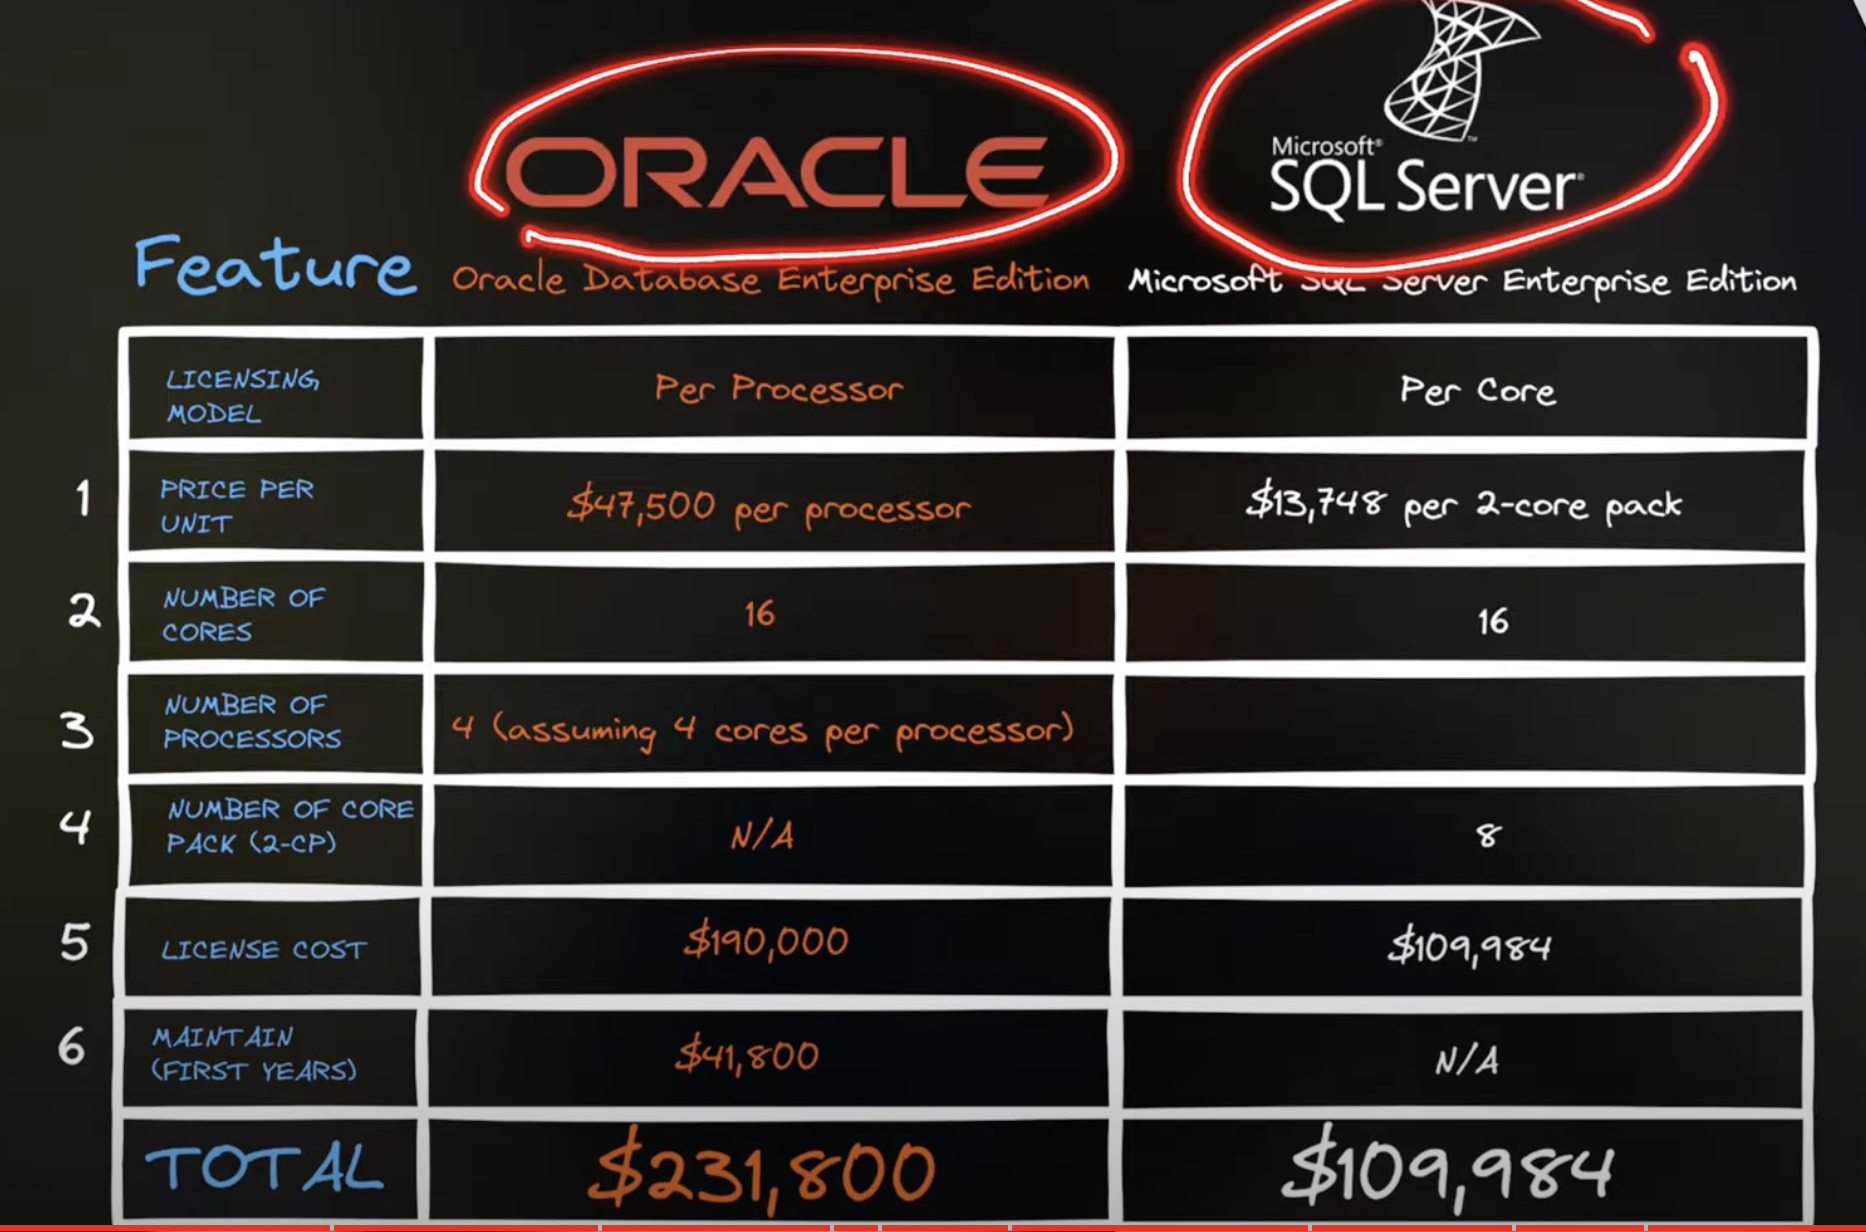 ORACLE
Microsoft®
SQL Server®
Feature
Oracle Database Enterprise Edition
Microsoft SQL Server Enterprise Edition
LICENSING
MODEL
Per Processor
Per Core
1
PRICE PER
UNIT
$47,500 per processor
$13,748 per 2-core pack
2
NUMBER OF
CORES
16
16
3
NUMBER OF
PROCESSORS
4 (assuming 4 cores per processor)
4
NUMBER OF CORE
PACK (2-CP)
N/A
8
5
LICENSE COST
$190,000
$109,984
6
MAINTAIN
(FIRST YEARS)
$41,800
N/A
TOTAL
$231,800
$109,984